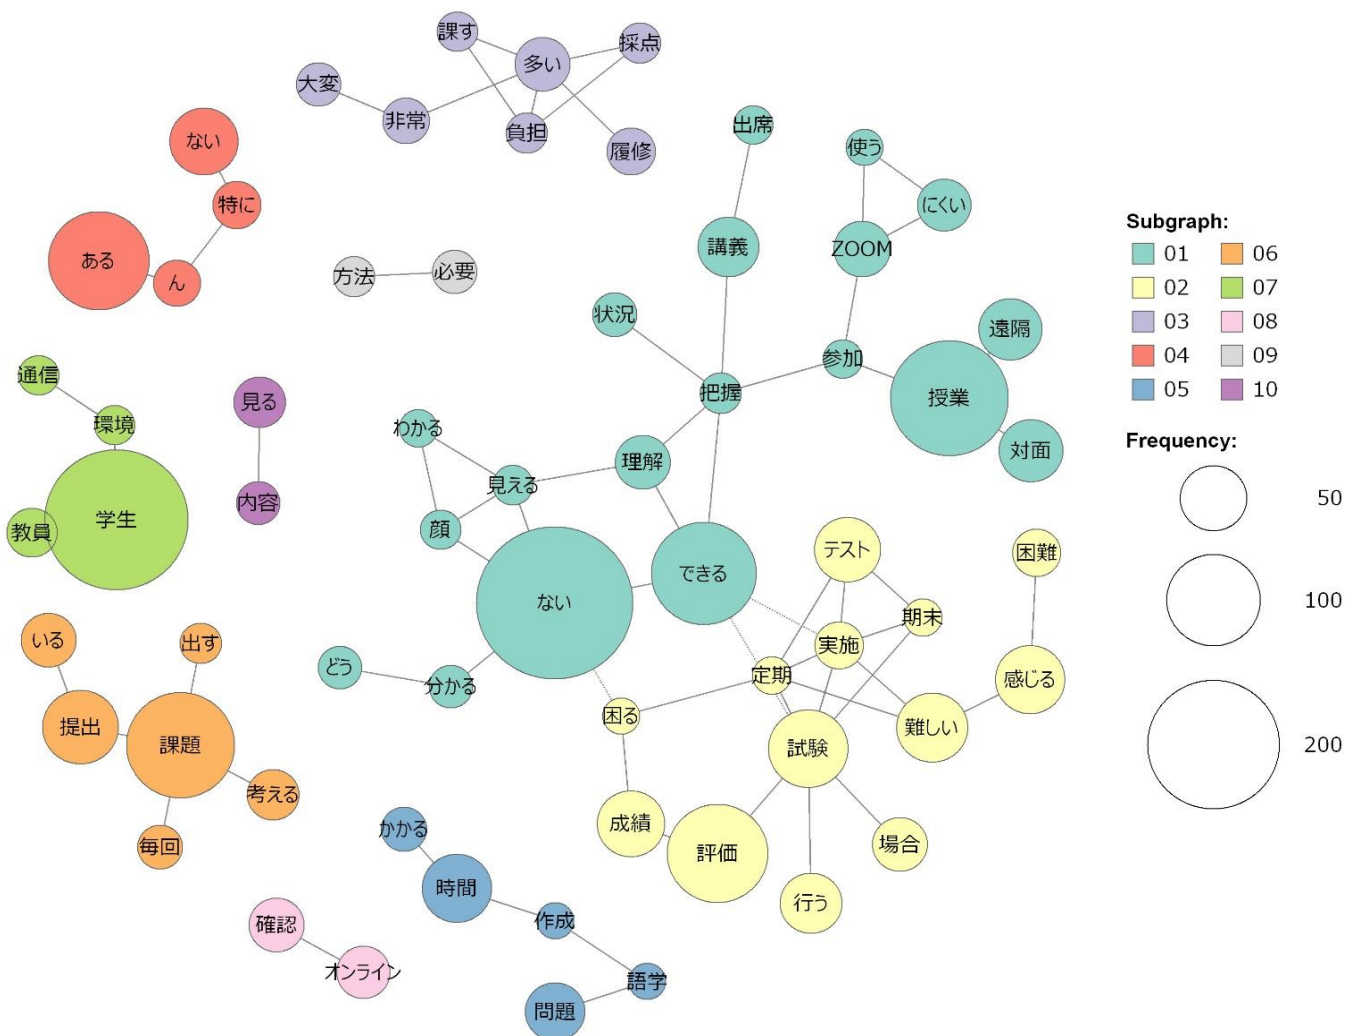 課す
多い
採点
大変
非常
負担
履修
ない
特に
ある
ん
方法
必要
出席
使う
にくい
講義
ZOOM
状況
参加
遠隔
把握
授業
対面
わかる
理解
見える
顔
ない
できる
どう
分かる
通信
環境
学生
教員
見る
内容
いる
出す
提出
課題
考える
毎回
テスト
困難
期末
実施
定期
感じる
困る
難しい
試験
成績
評価
場合
行う
かかる
時間
作成
語学
問題
確認
オンライン
Subgraph:
01 06
02 07
03 08
04 09
05 10
Frequency:
50
100
200